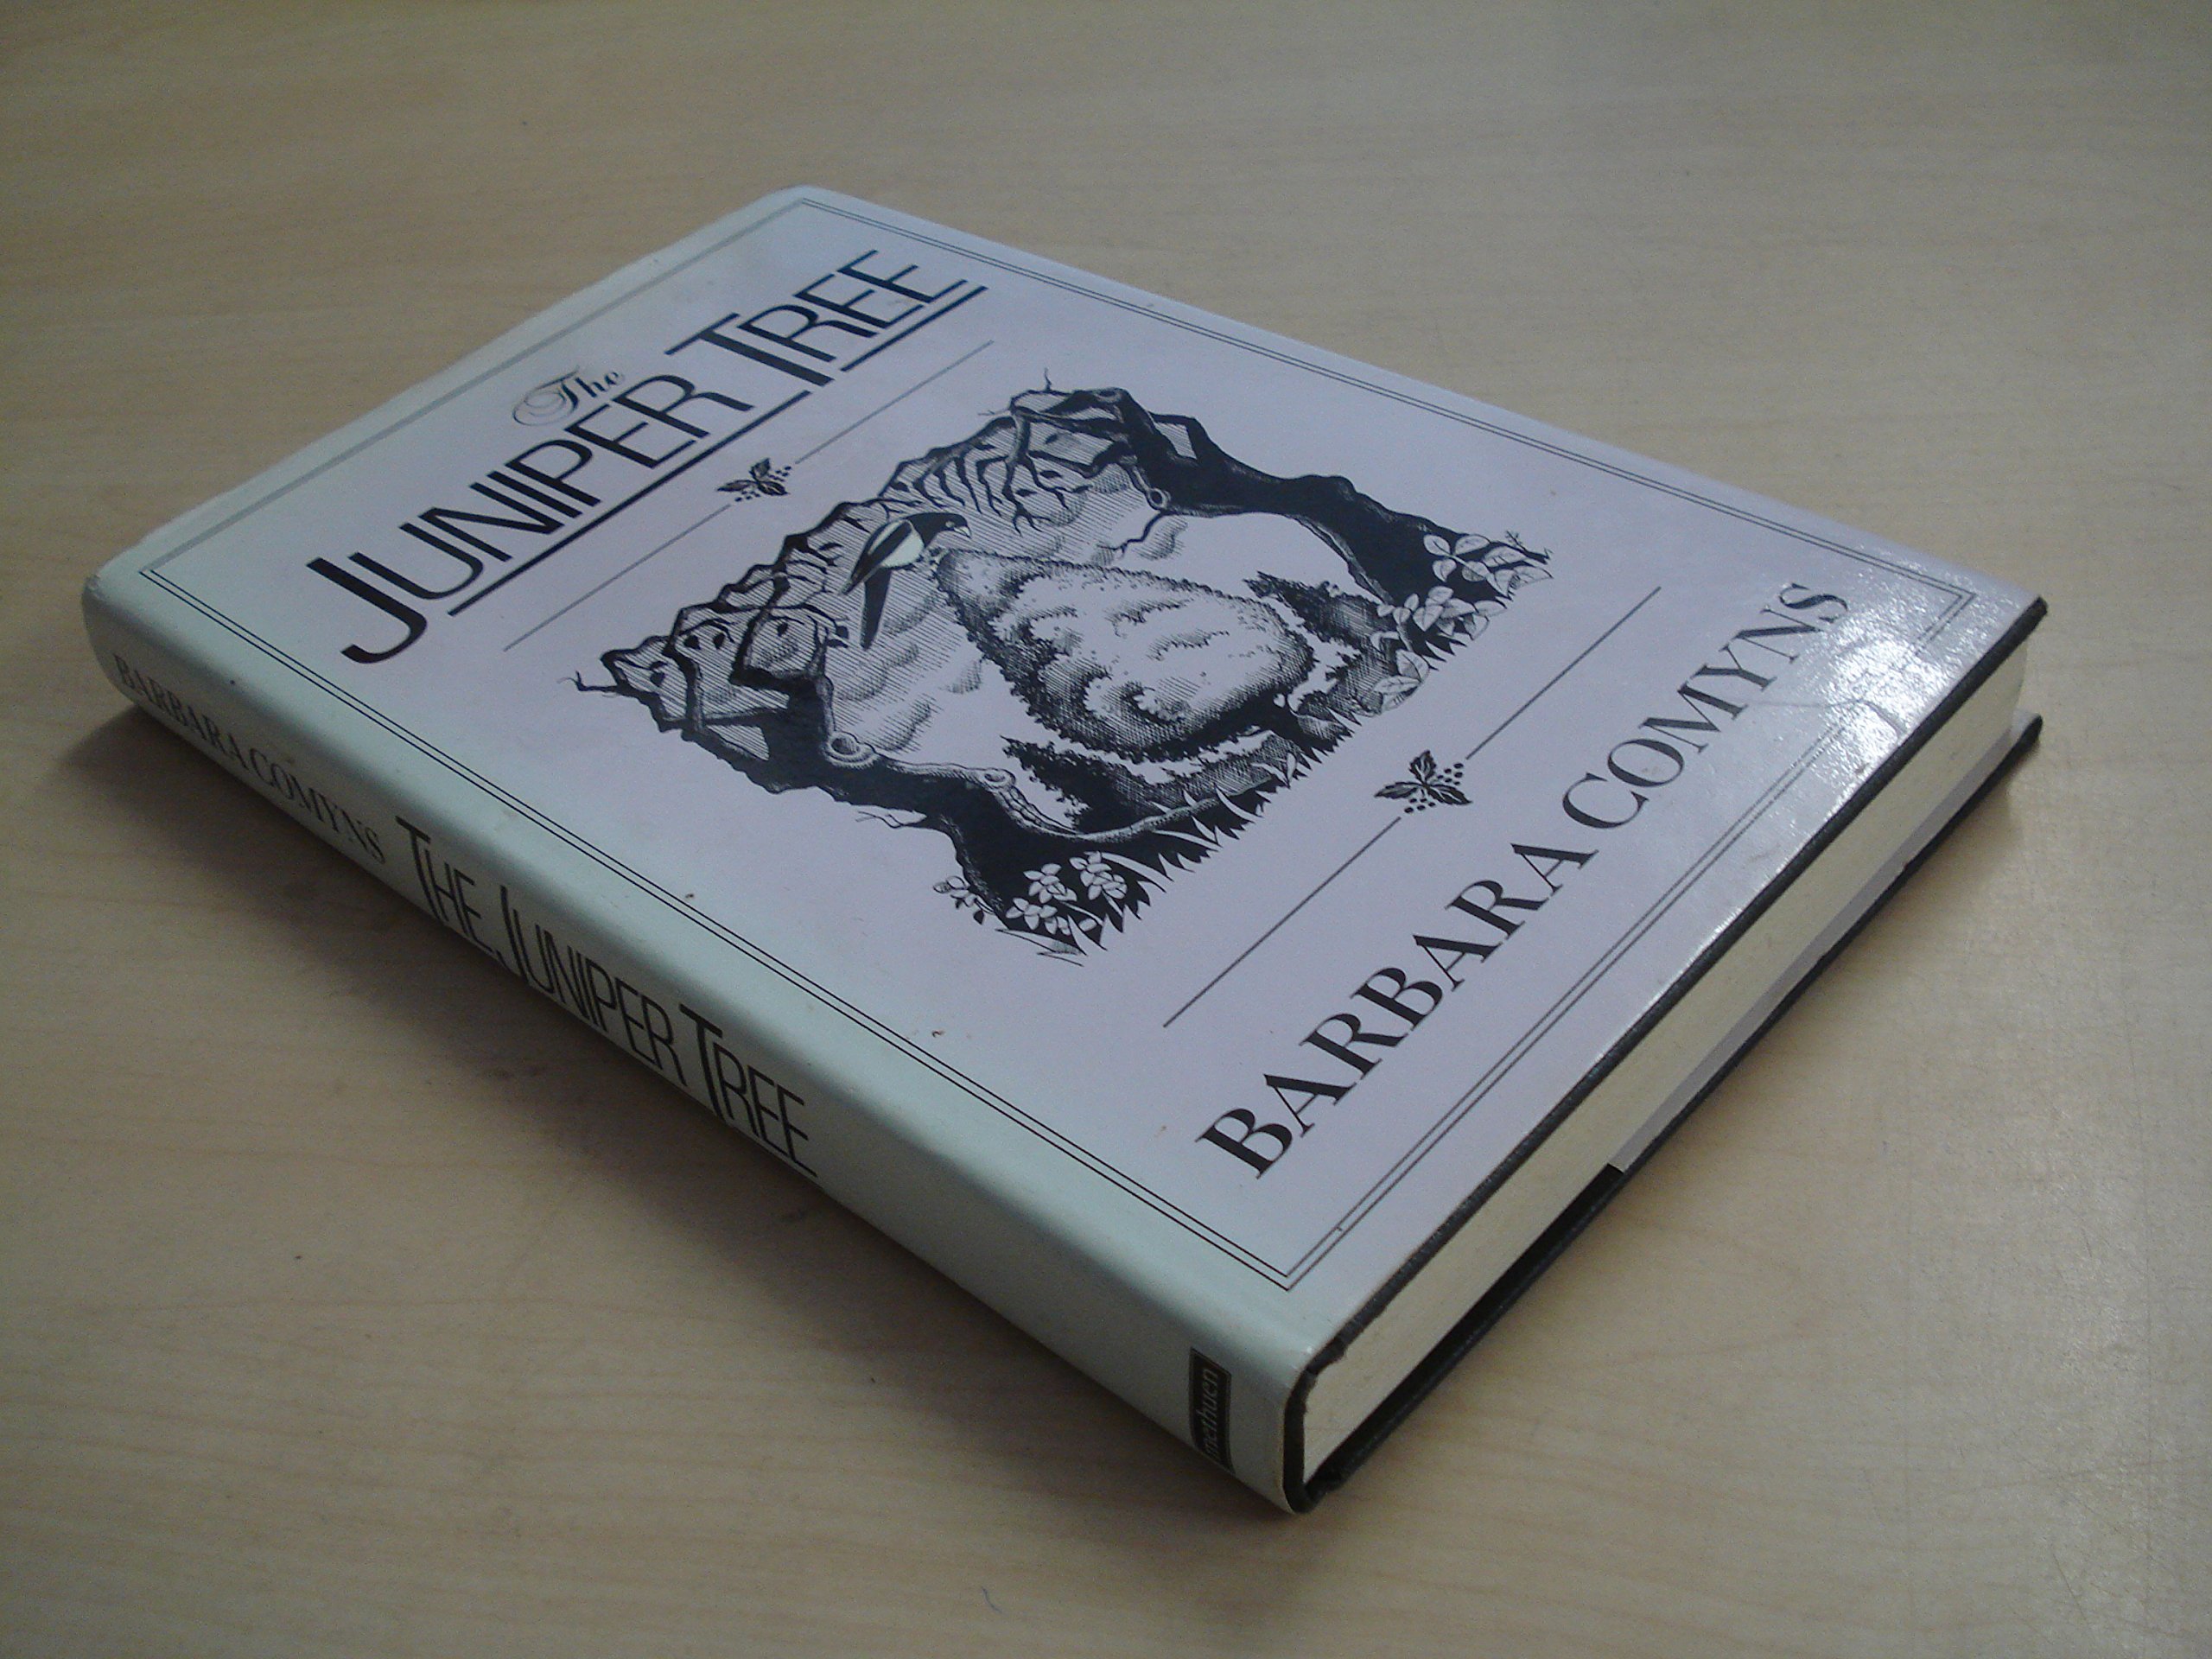 The
JUNIPER TREE
BARBARA COMYNS
BARBARA COMYNS THE JUNIPER TREE methuen